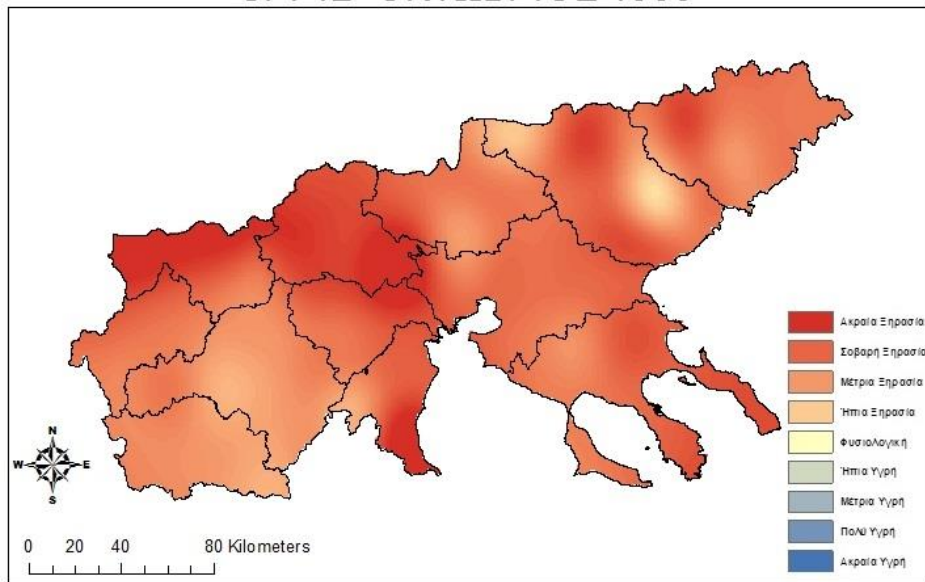 Ακραία Ξηρασία
Σοβαρή Ξηρασία
Μέτρια Ξηρασία
Ήπια Ξηρασία
Φυσιολογική
Ήπια Υγρή
Μέτρια Υγρή
Πολύ Υγρή
Ακραία Υγρή
N
W E
S
0 20 40 80 Kilometers